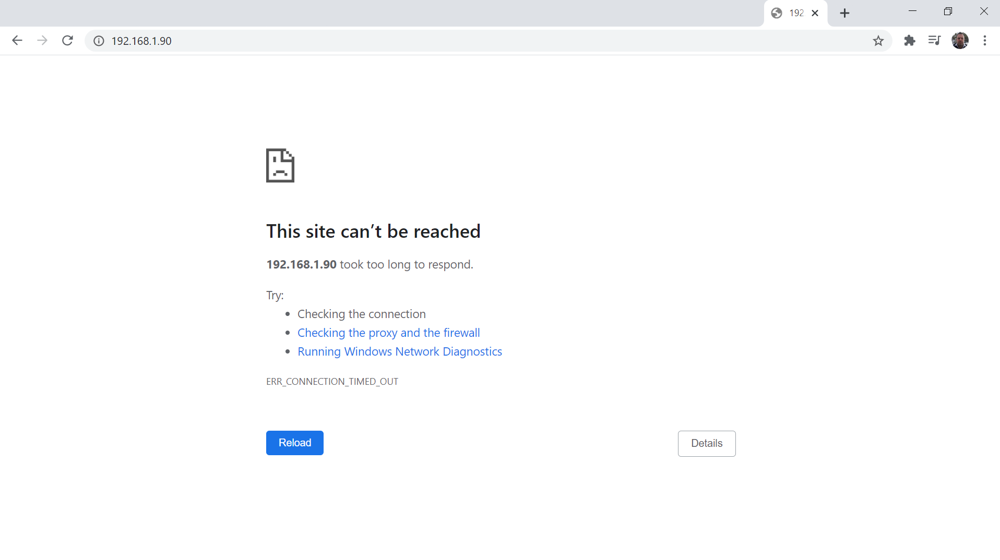 192
192.168.1.90
This site can’t be reached
192.168.1.90 took too long to respond.
Try:
Checking the connection
Checking the proxy and the firewall
Running Windows Network Diagnostics
ERR_CONNECTION_TIMED_OUT
Reload
Details